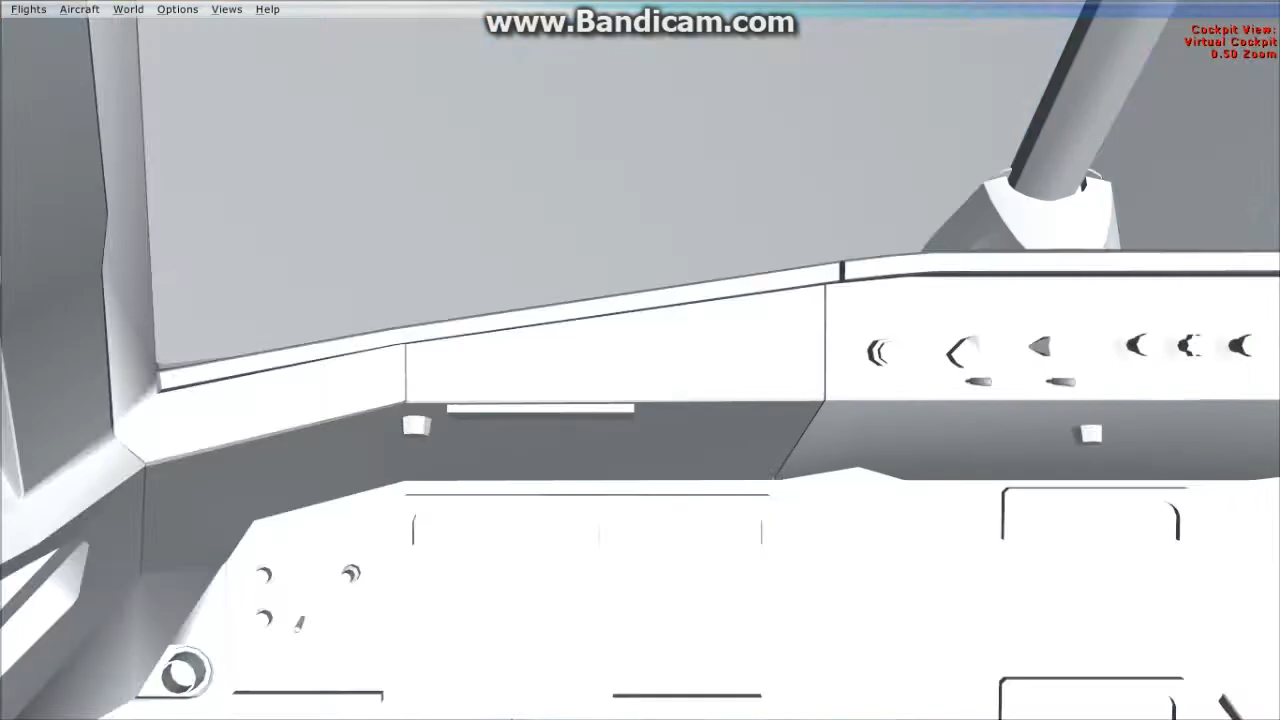 Flights Aircraft World Options Views Help
www.Bandicam.com
Cockpit View:
Virtual Cockpit
0.50 Zoom